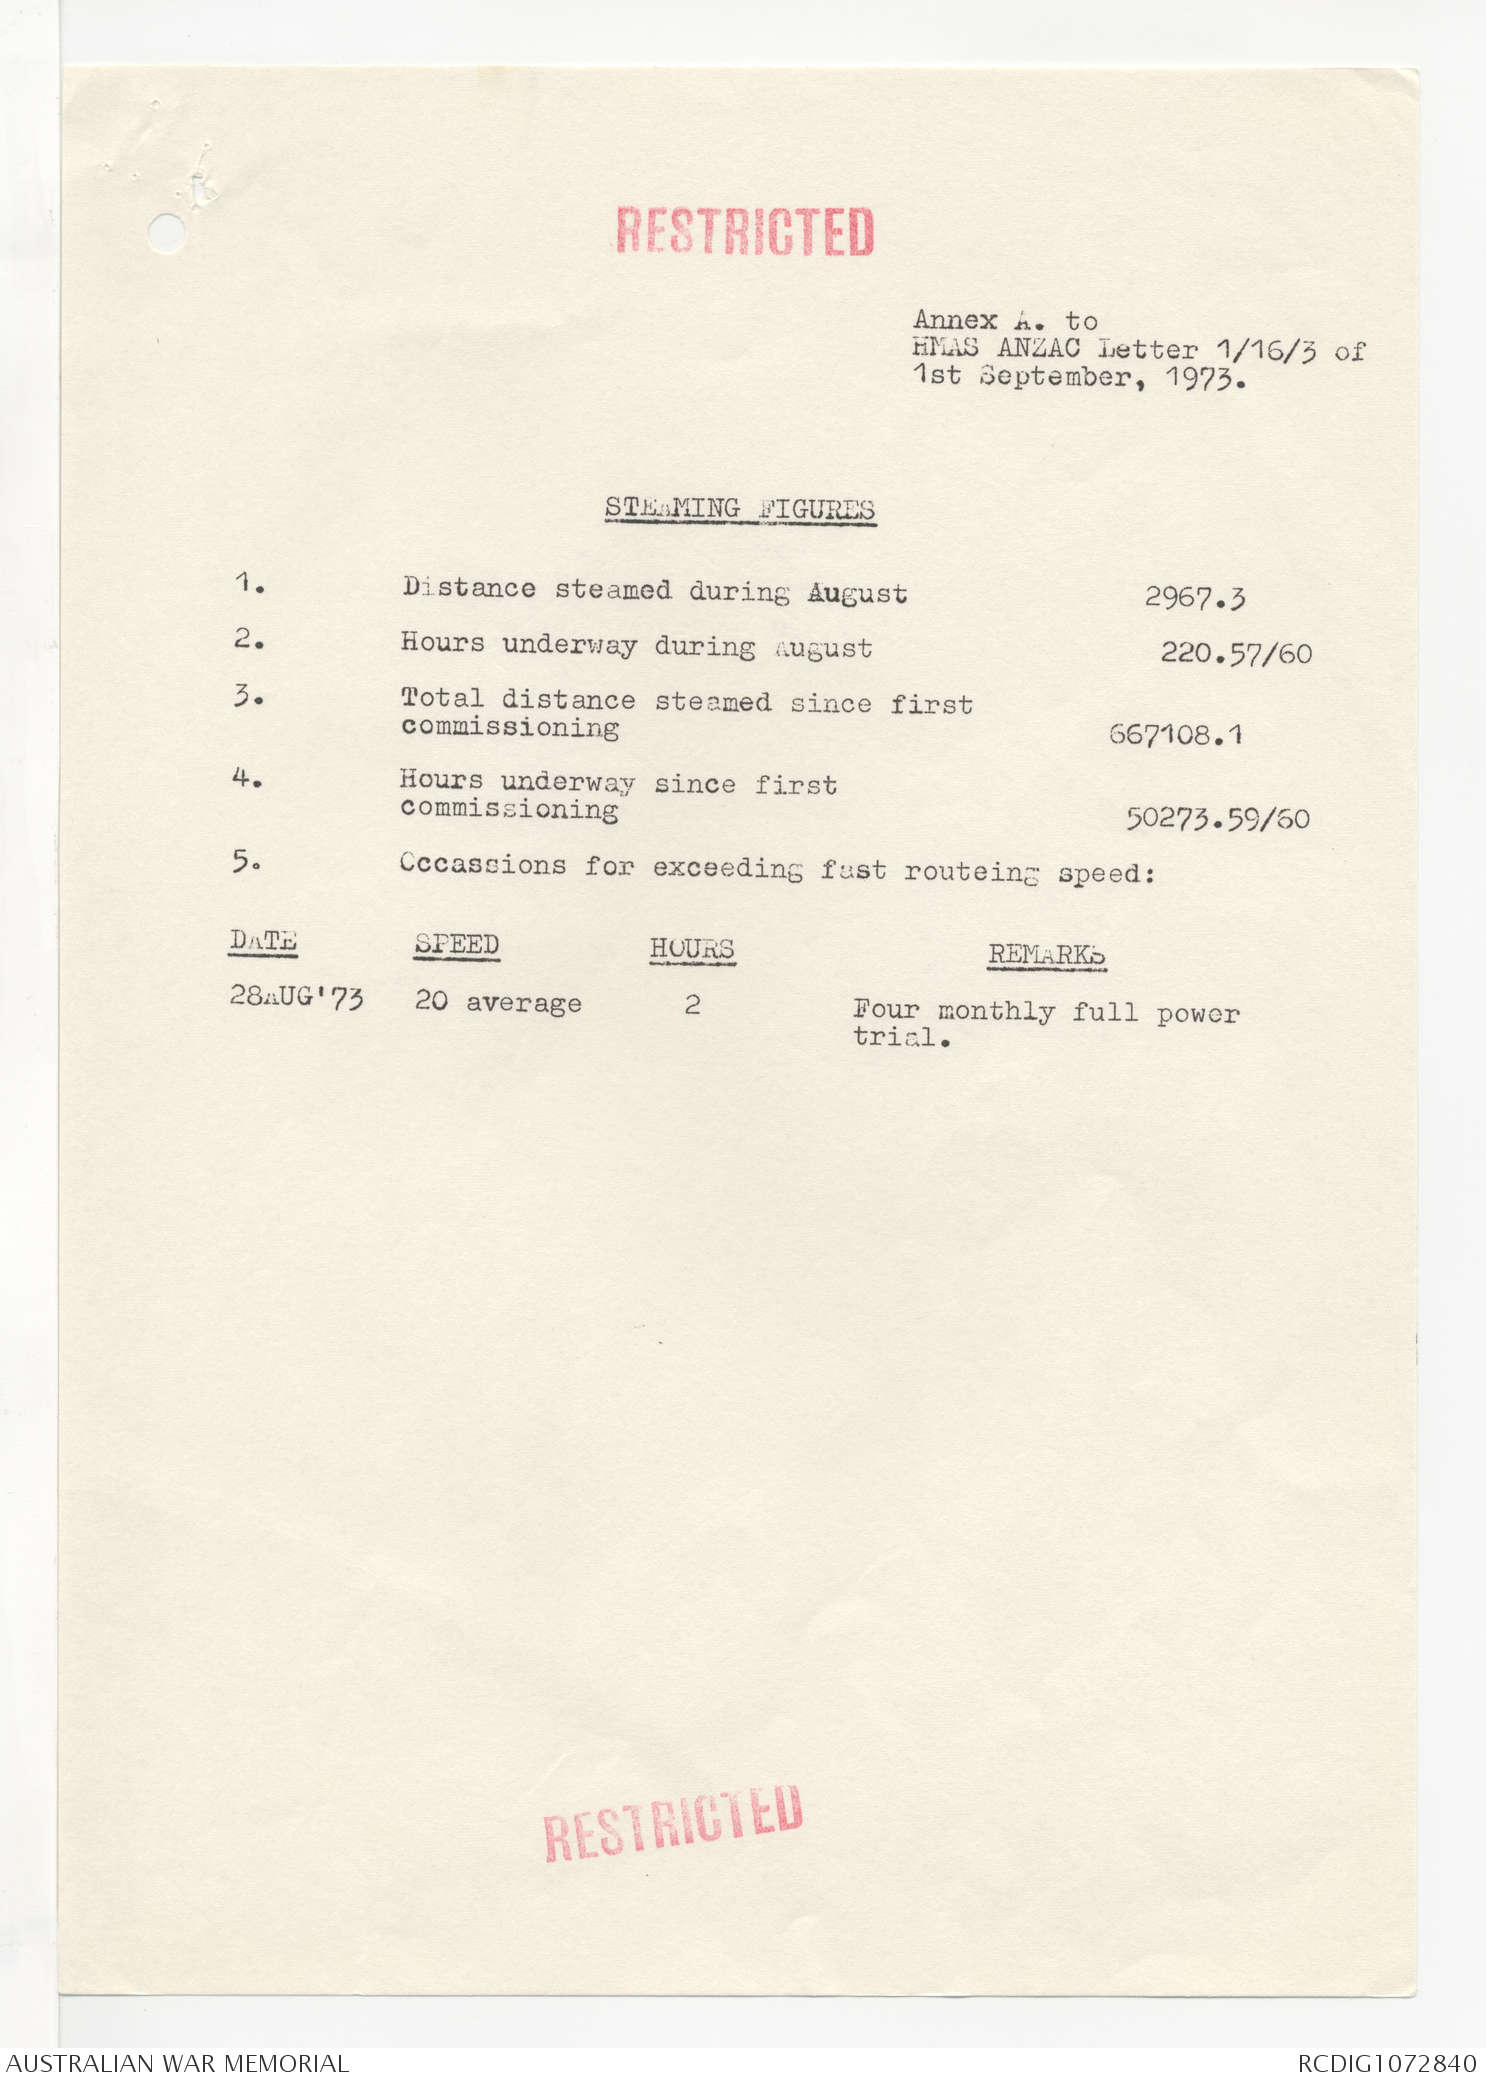 RESTRICTED
Annex A. to
HMAS ANZAC Letter 1/16/3 of
1st September, 1973.
STEAMING FIGURES
1. Distance steamed during August 2967.3
2. Hours underway during August 220.57/60
3. Total distance steamed since first
commissioning 667108.1
4. Hours underway since first
commissioning 50273.59/60
5. Occassions for exceeding fast routeing speed:
DATE SPEED HOURS REMARKS
28AUG'73 20 average 2 Four monthly full power
trial.
RESTRICTED
AUSTRALIAN WAR MEMORIAL RCDIG1072840